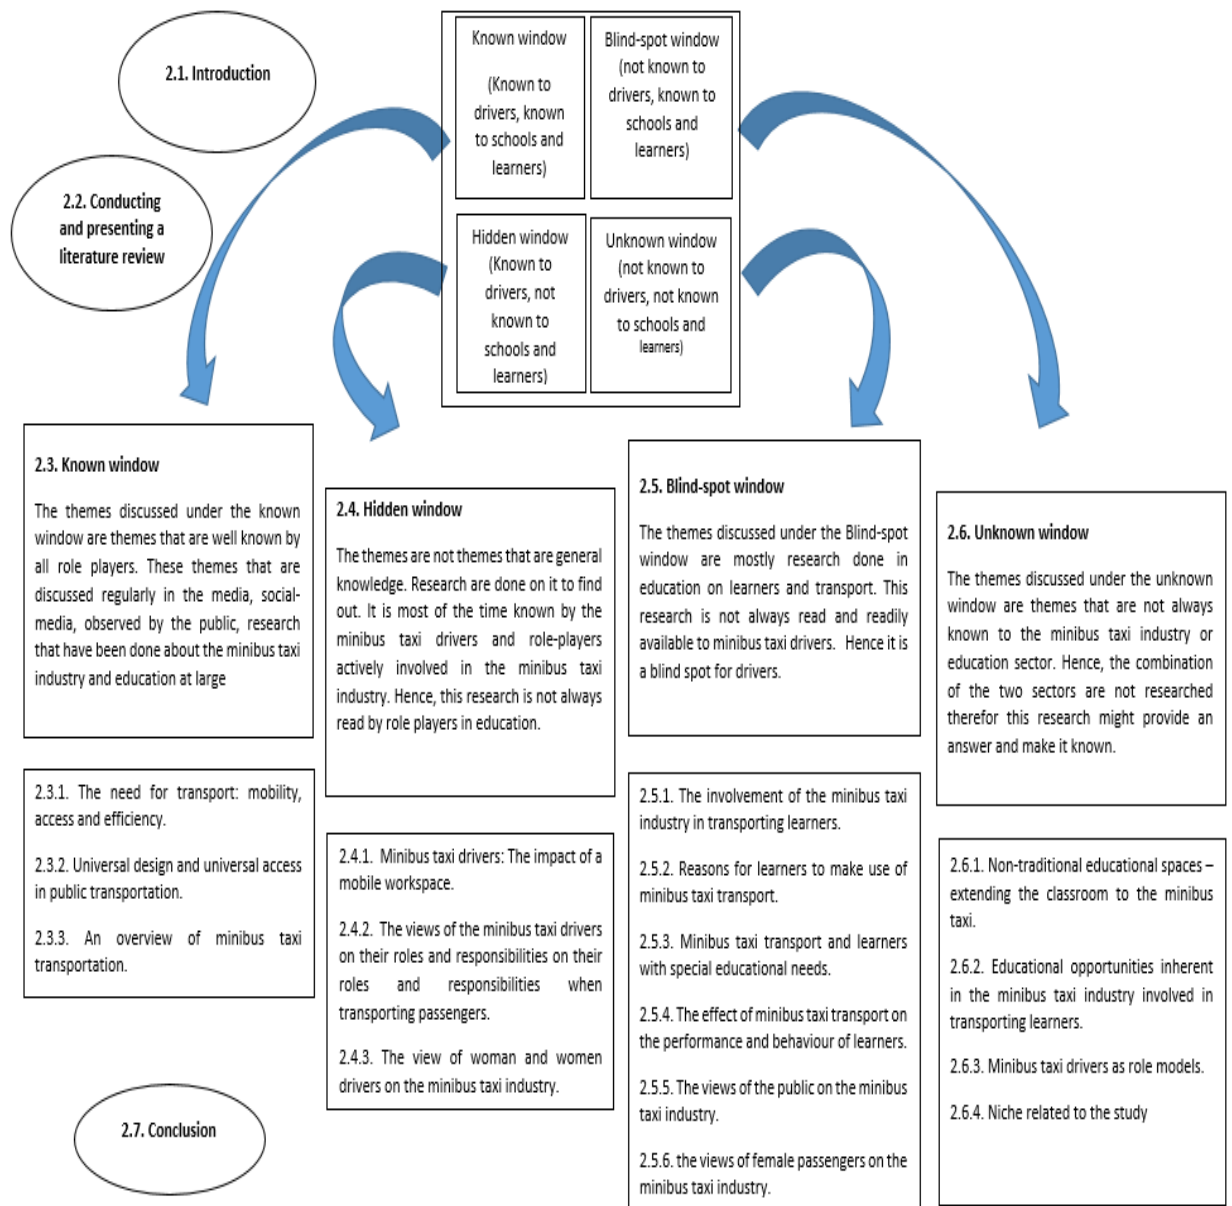 2.1. Introduction
2.2. Conducting
and presenting a
literature review
Known window
(Known to
drivers, known
to schools and
learners)
Blind-spot window
(not known to
drivers, known to
schools and
learners)
Hidden window
(Known to
drivers, not
known to
schools and
learners)
Unknown window
(not known to
drivers, not known
to schools and
learners)
2.3. Known window
The themes discussed under the known
window are themes that are well known by
all role players. These themes that are
discussed regularly in the media, social-
media, observed by the public, research
that have been done about the minibus taxi
industry and education at large
2.3.1. The need for transport: mobility,
access and efficiency.
2.3.2. Universal design and universal access
in public transportation.
2.3.3. An overview of minibus taxi
transportation.
2.4. Hidden window
The themes are not themes that are general
knowledge. Research are done on it to find
out. It is most of the time known by the
minibus taxi drivers and role-players
actively involved in the minibus taxi
industry. Hence, this research is not always
read by role players in education.
2.4.1. Minibus taxi drivers: The impact of a
mobile workspace.
2.4.2. The views of the minibus taxi drivers
on their roles and responsibilities on their
roles and responsibilities when
transporting passengers.
2.4.3. The view of woman and women
drivers on the minibus taxi industry.
2.5. Blind-spot window
The themes discussed under the Blind-spot
window are mostly research done in
education on learners and transport. This
research is not always read and readily
available to minibus taxi drivers. Hence it is
a blind spot for drivers.
2.5.1. The involvement of the minibus taxi
industry in transporting learners.
2.5.2. Reasons for learners to make use of
minibus taxi transport.
2.5.3. Minibus taxi transport and learners
with special educational needs.
2.5.4. The effect of minibus taxi transport on
the performance and behaviour of learners.
2.5.5. The views of the public on the minibus
taxi industry.
2.5.6. the views of female passengers on the
minibus taxi industry.
2.6. Unknown window
The themes discussed under the unknown
window are themes that are not always
known to the minibus taxi industry or
education sector. Hence, the combination
of the two sectors are not researched
therefor this research might provide an
answer and make it known.
2.6.1. Non-traditional educational spaces –
extending the classroom to the minibus
taxi.
2.6.2. Educational opportunities inherent
in the minibus taxi industry involved in
transporting learners.
2.6.3. Minibus taxi drivers as role models.
2.6.4. Niche related to the study
2.7. Conclusion